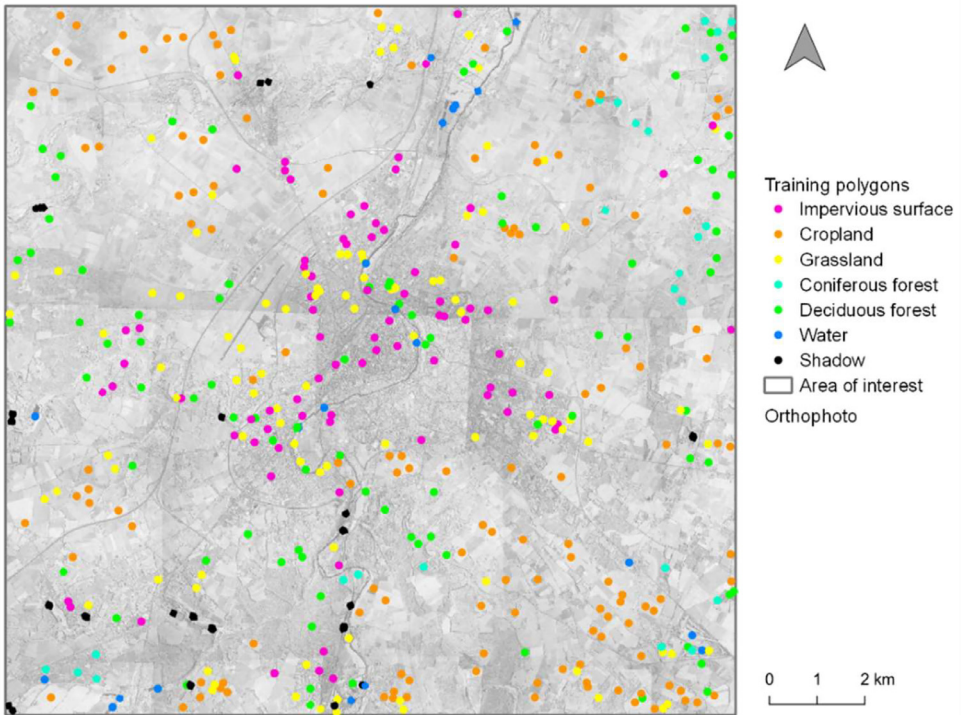 Training polygons
Impervious surface
Cropland
Grassland
Coniferous forest
Deciduous forest
Water
Shadow
Area of interest
Orthophoto
0 1 2 km